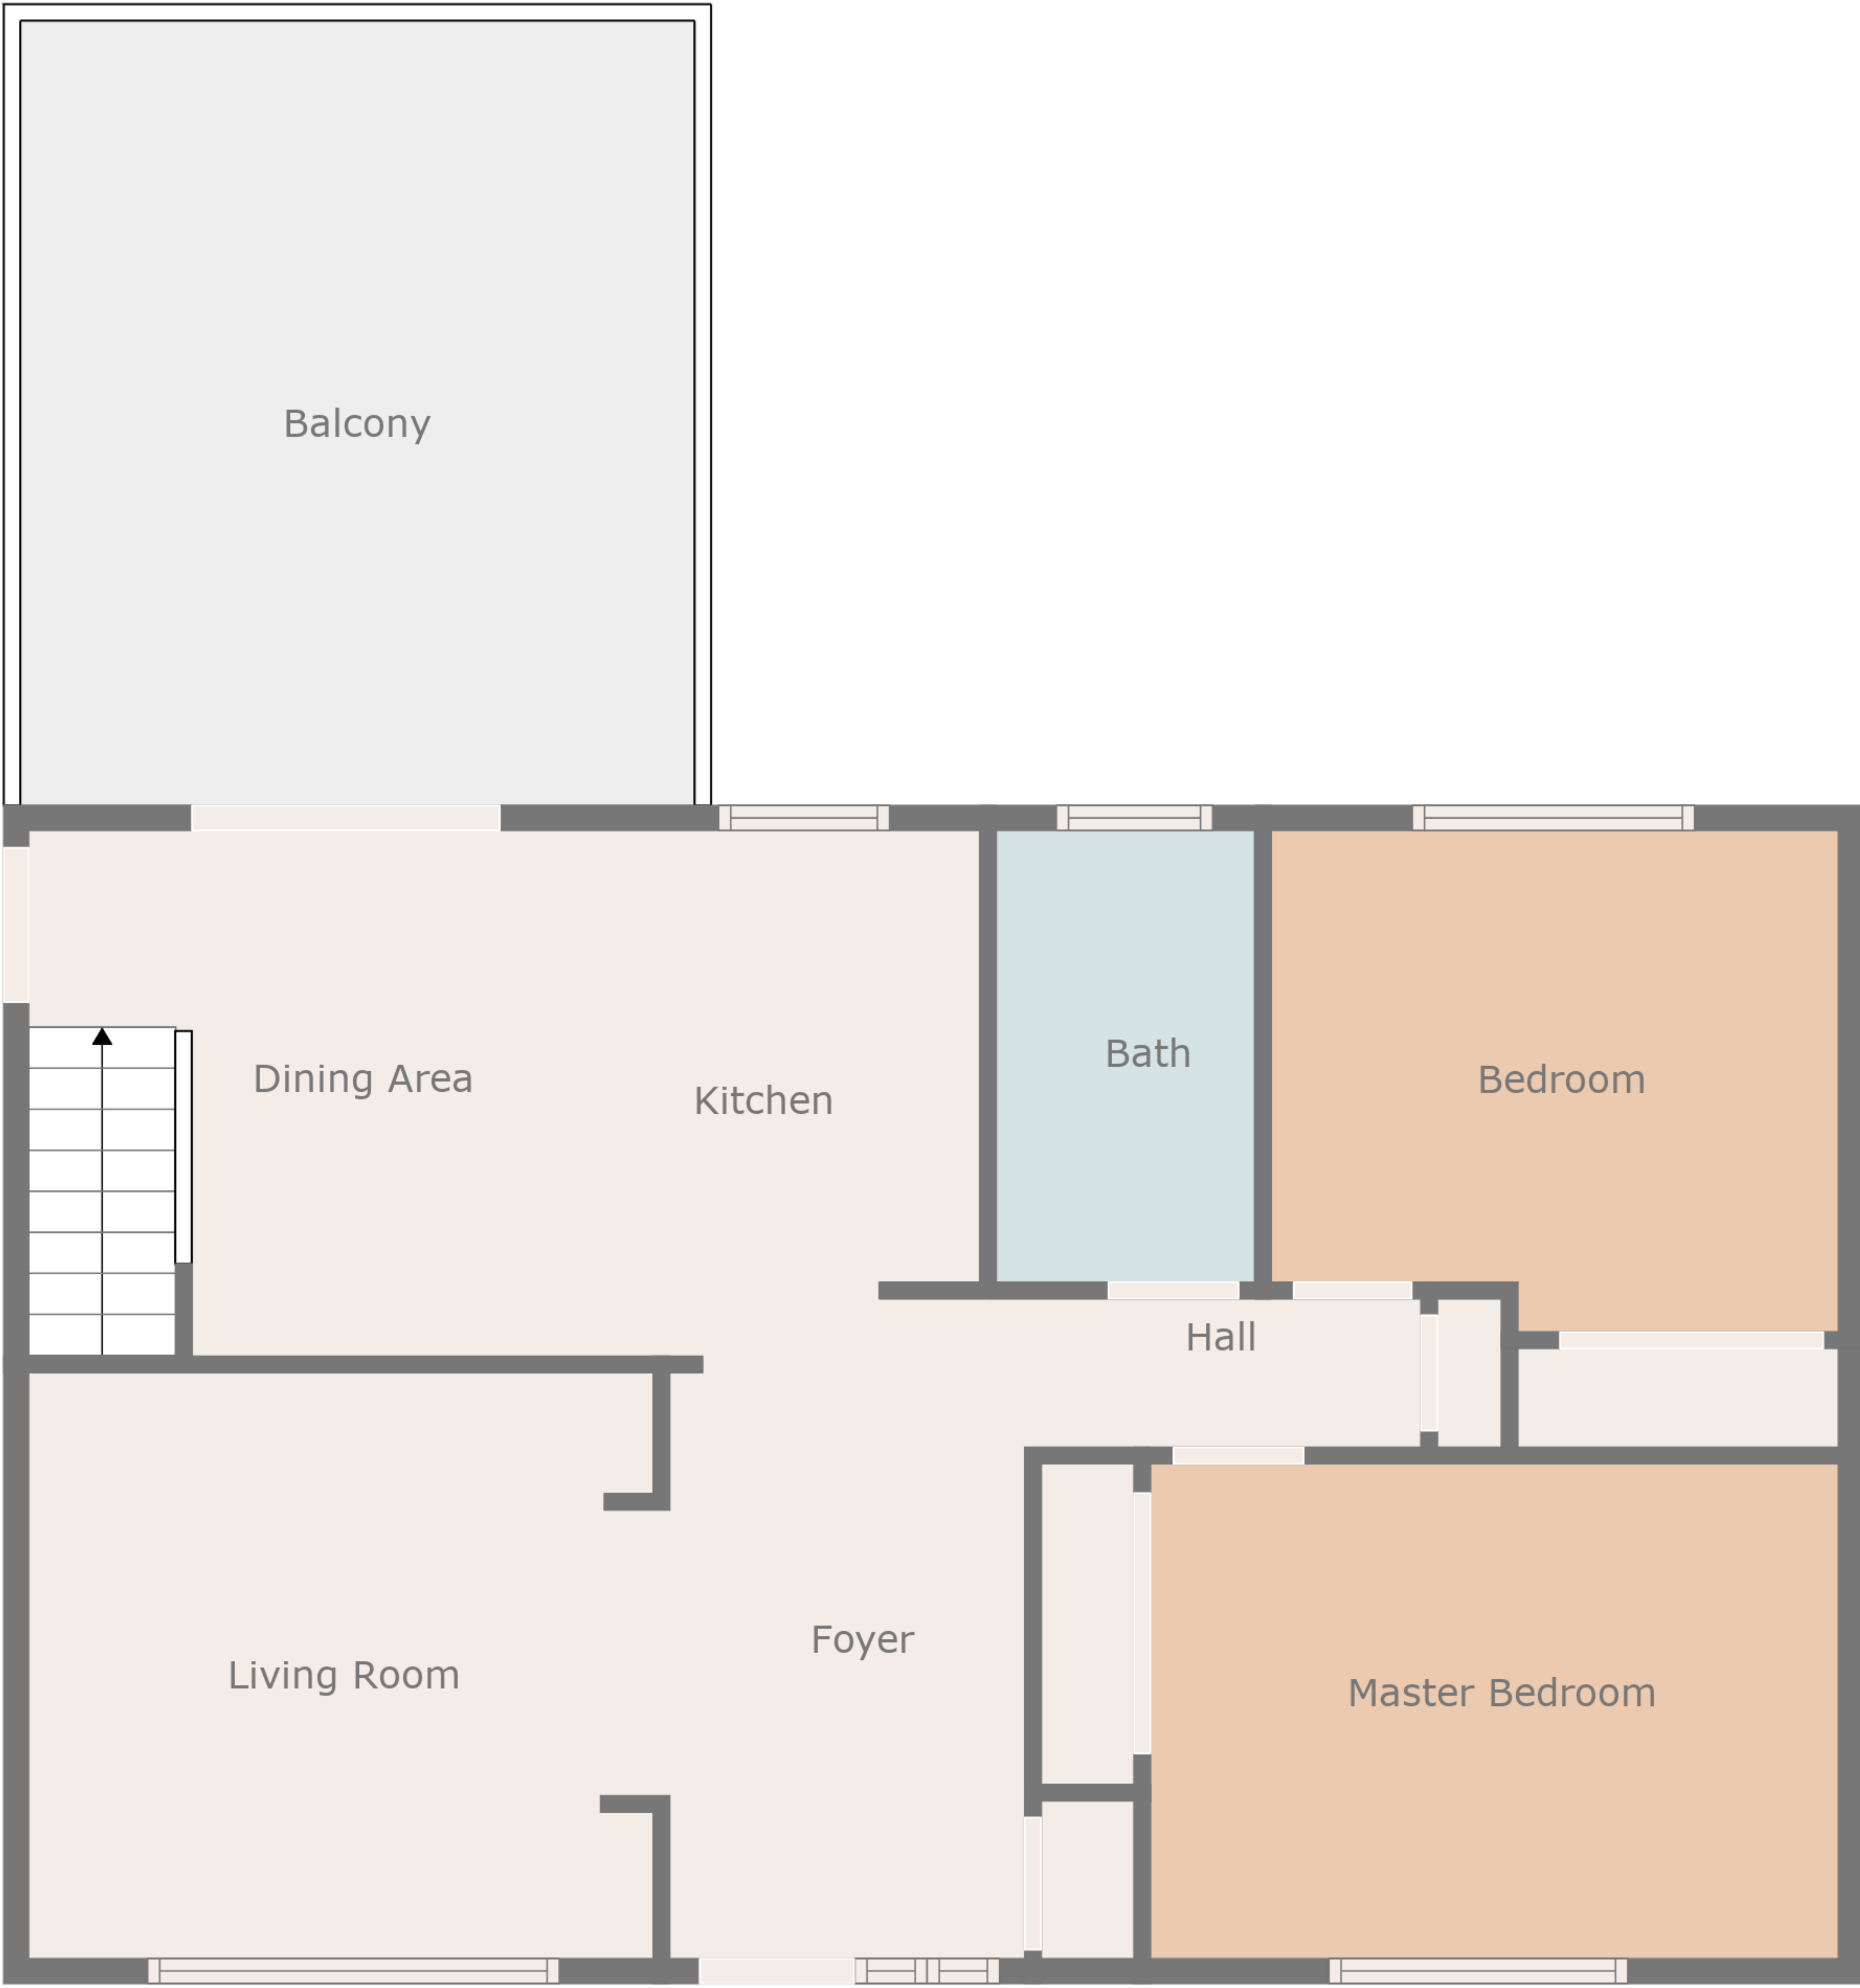 Balcony
Dining Area
Kitchen
Bath
Bedroom
Hall
Living Room
Foyer
Master Bedroom